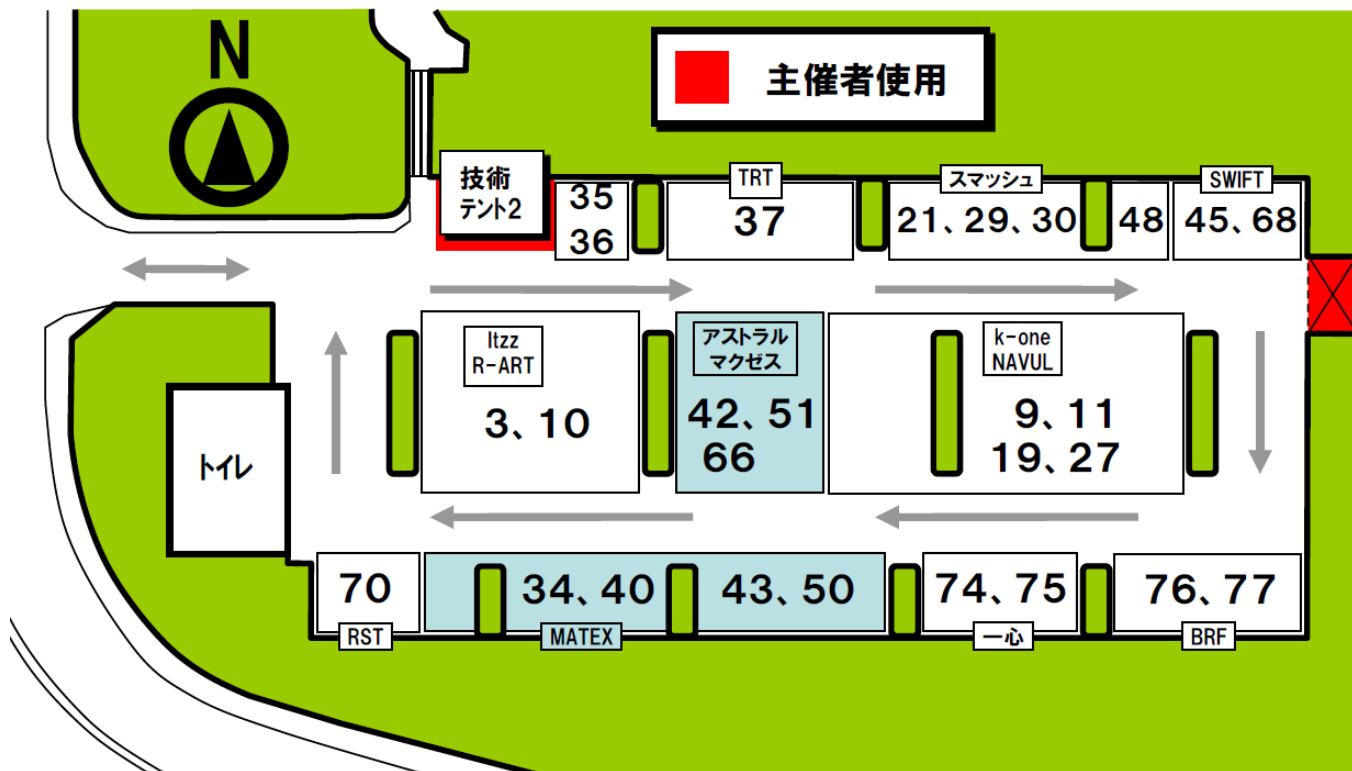 N
主催者使用
技術
テント2
35
36
TRT
37
スマッシュ
21、29、30
48
SWIFT
45、68
Itzz
R-ART
3、10
アストラル
マクゼス
42、51
66
k-one
NAVUL
9、11
19、27
トイレ
70
RST
34、40
MATEX
43、50
74、75
一心
76、77
BRF